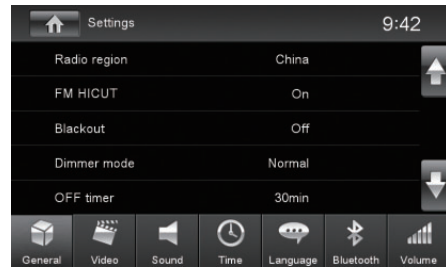 Settings 9:42
Radio region China
FM HICUT On
Blackout Off
Dimmer mode Normal
OFF timer 30min
General Video Sound Time Language Bluetooth Volume